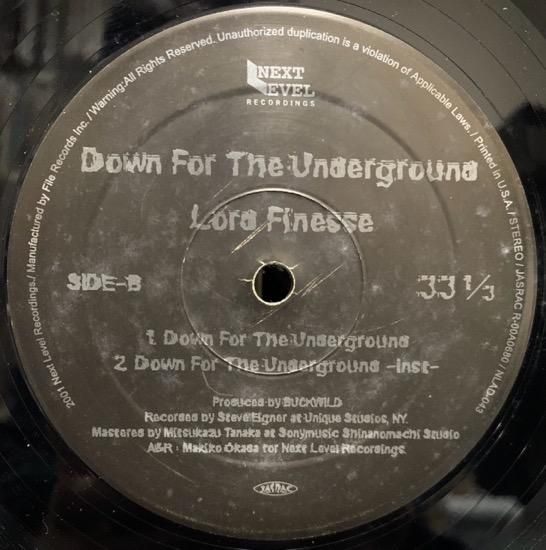 2001 Next Level Recordings./ Manufactured by File Records Inc. / Warning-All Rights Reserved. Unauthorized duplication is a violation of Applicable Laws. / Printed in U.S.A. / STEREO / JASRAC R-00A0680 / NLAD-043
NEXT
LEVEL
RECORDINGS
Down For The Underground
Lord Finesse
SIDE-B
33 1/3
1. Down For The Underground
2. Down For The Underground -Inst-
Produced by BUCKWILD
Recorded by Steve Eigner at Unique Studios, NY.
Mastered by Mitsukazu Tanaka at Sonymusic Shinanomachi Studio
A&R : Makiko Okada for Next Level Recordings.
JASRAC